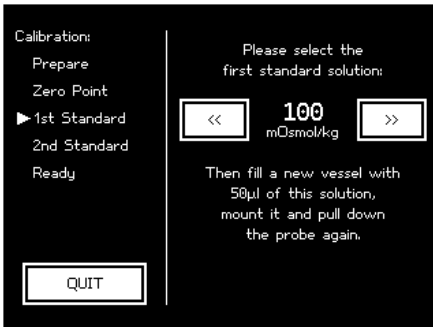 Calibration:
Prepare
Zero Point
1st Standard
2nd Standard
Ready
QUIT
Please select the
first standard solution:
<< 100 >>
mOsmol/kg
Then fill a new vessel with
50µl of this solution,
mount it and pull down
the probe again.